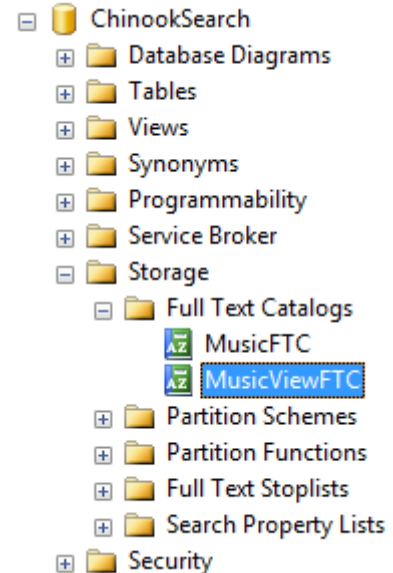 ChinookSearch
Database Diagrams
Tables
Views
Synonyms
Programmability
Service Broker
Storage
Full Text Catalogs
MusicFTC
MusicViewFTC
Partition Schemes
Partition Functions
Full Text Stoplists
Search Property Lists
Security